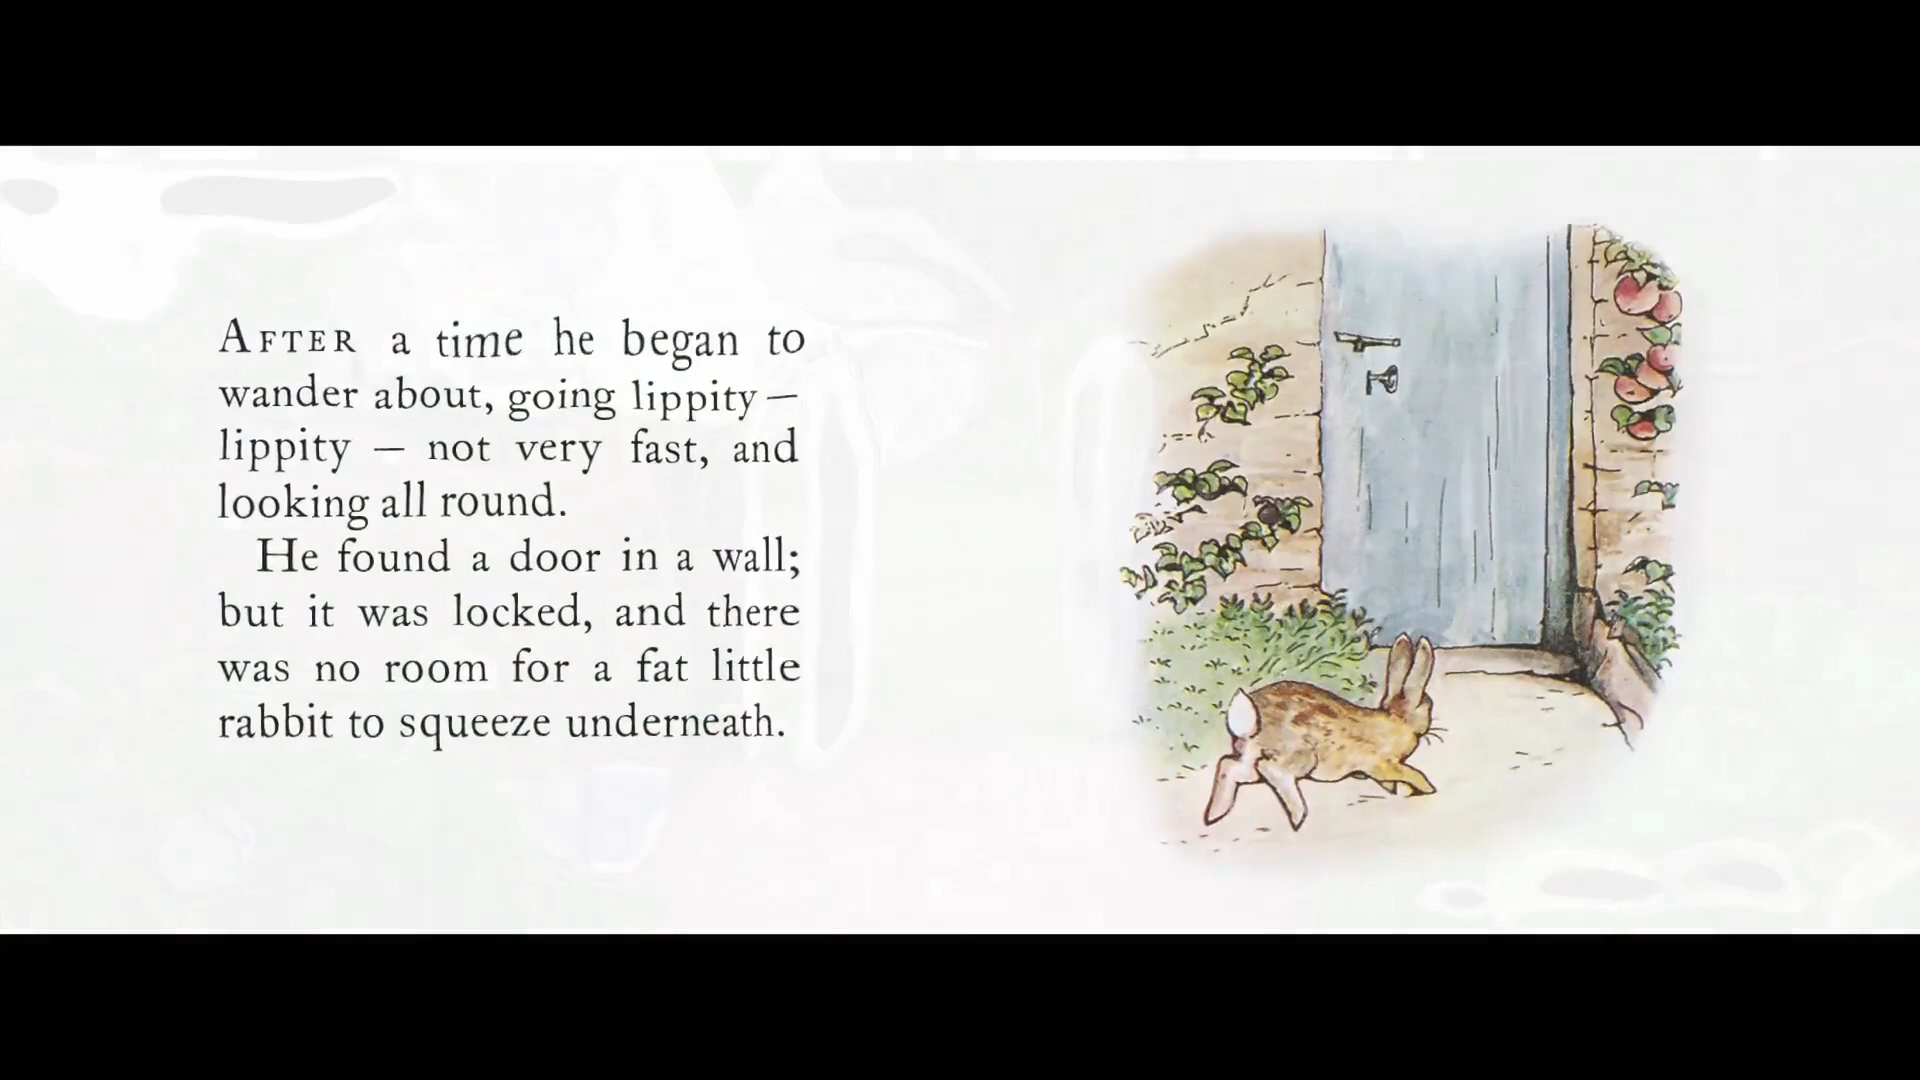 AFTER a time he began to
wander about, going lippity—
lippity — not very fast, and
looking all round.
He found a door in a wall;
but it was locked, and there
was no room for a fat little
rabbit to squeeze underneath.